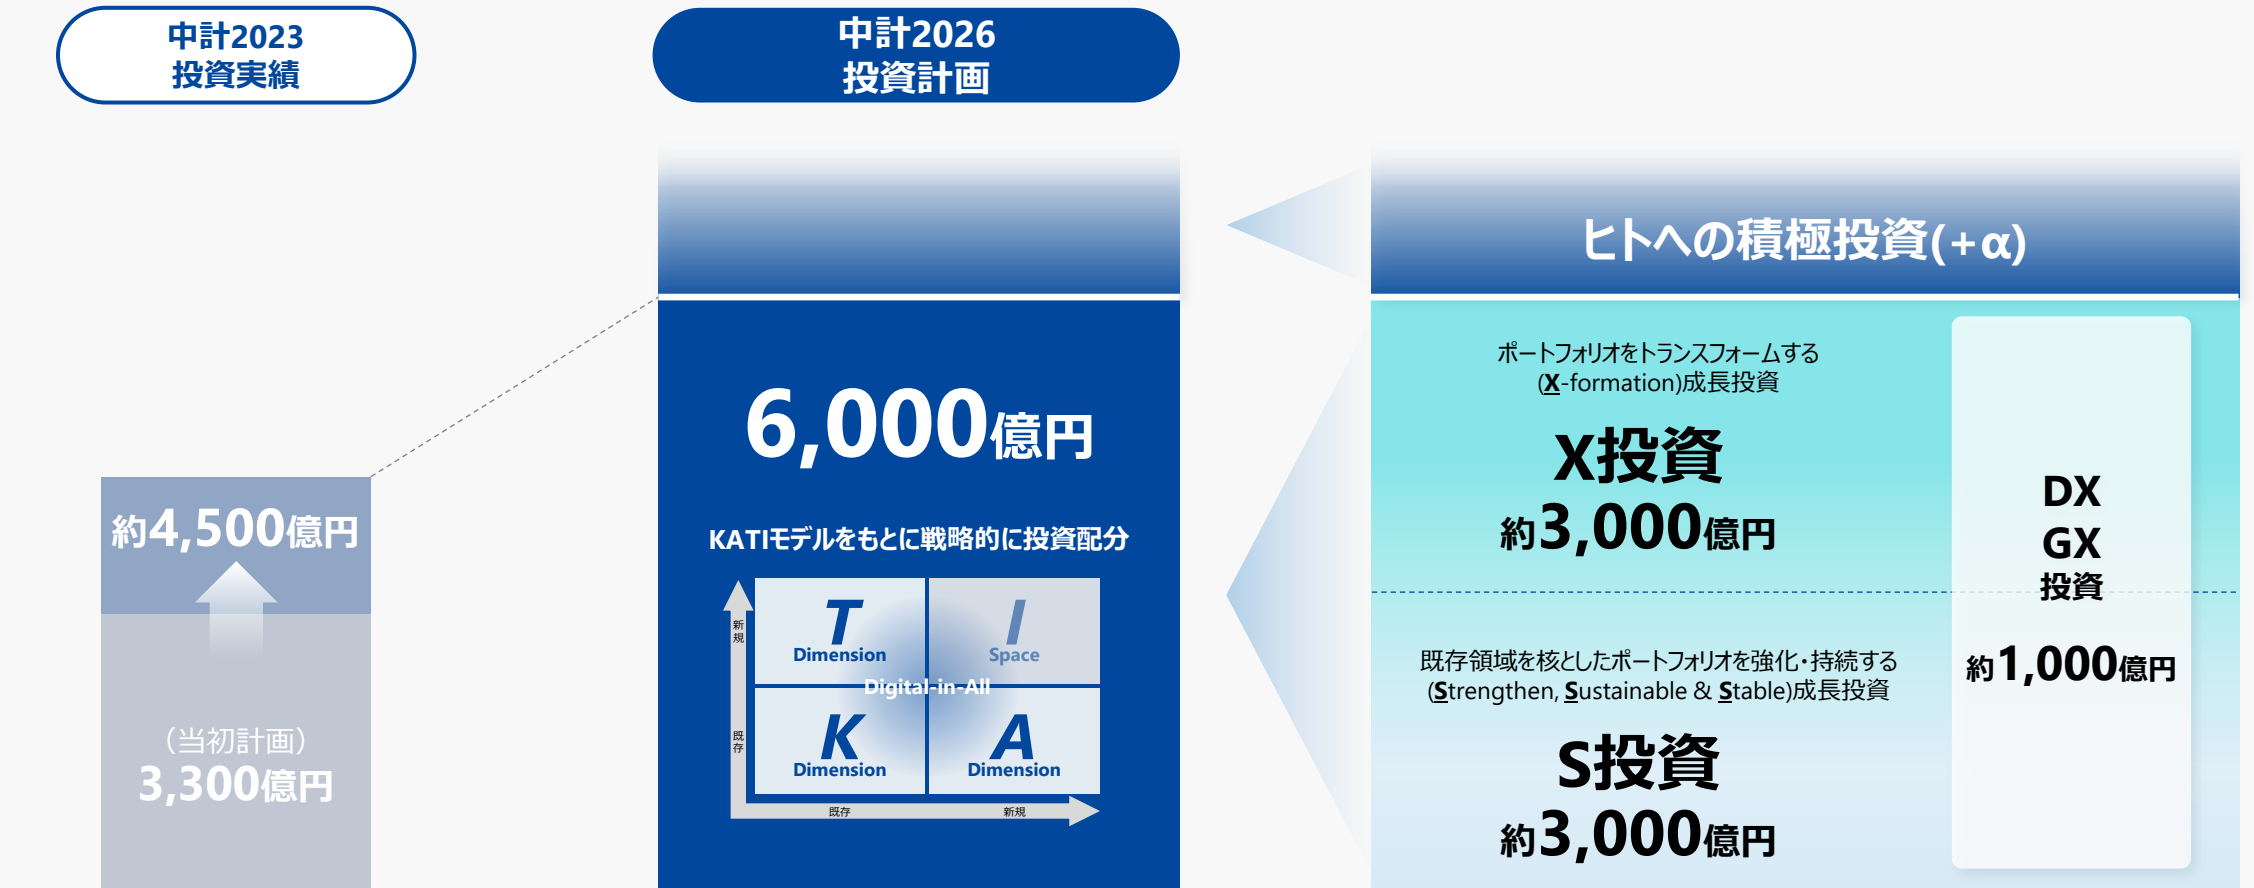 中計2023
投資実績
中計2026
投資計画
約4,500億円
(当初計画)
3,300億円
6,000億円
KATIモデルをもとに戦略的に投資配分
新規
既存
T
Dimension
I
Space
Digital-in-All
K
Dimension
A
Dimension
既存
新規
ヒトへの積極投資(+α)
ポートフォリオをトランスフォームする
(X-formation)成長投資
X投資
約3,000億円
既存領域を核としたポートフォリオを強化・持続する
(Strengthen, Sustainable & Stable)成長投資
S投資
約3,000億円
DX
GX
投資
約1,000億円